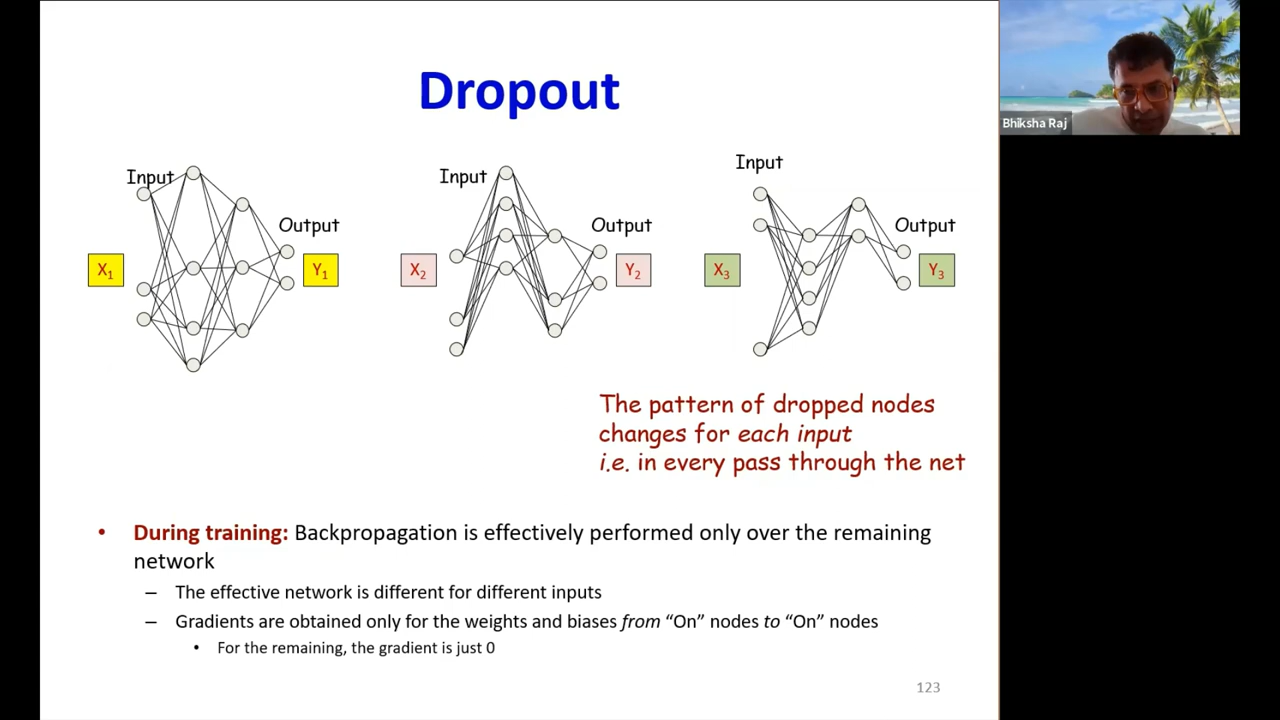 Dropout
Input
Output
X1
Y1
Input
Output
X2
Y2
Input
Output
X3
Y3
The pattern of dropped nodes
changes for each input
i.e. in every pass through the net
• During training: Backpropagation is effectively performed only over the remaining
network
– The effective network is different for different inputs
– Gradients are obtained only for the weights and biases from “On” nodes to “On” nodes
• For the remaining, the gradient is just 0
123
Bhiksha Raj